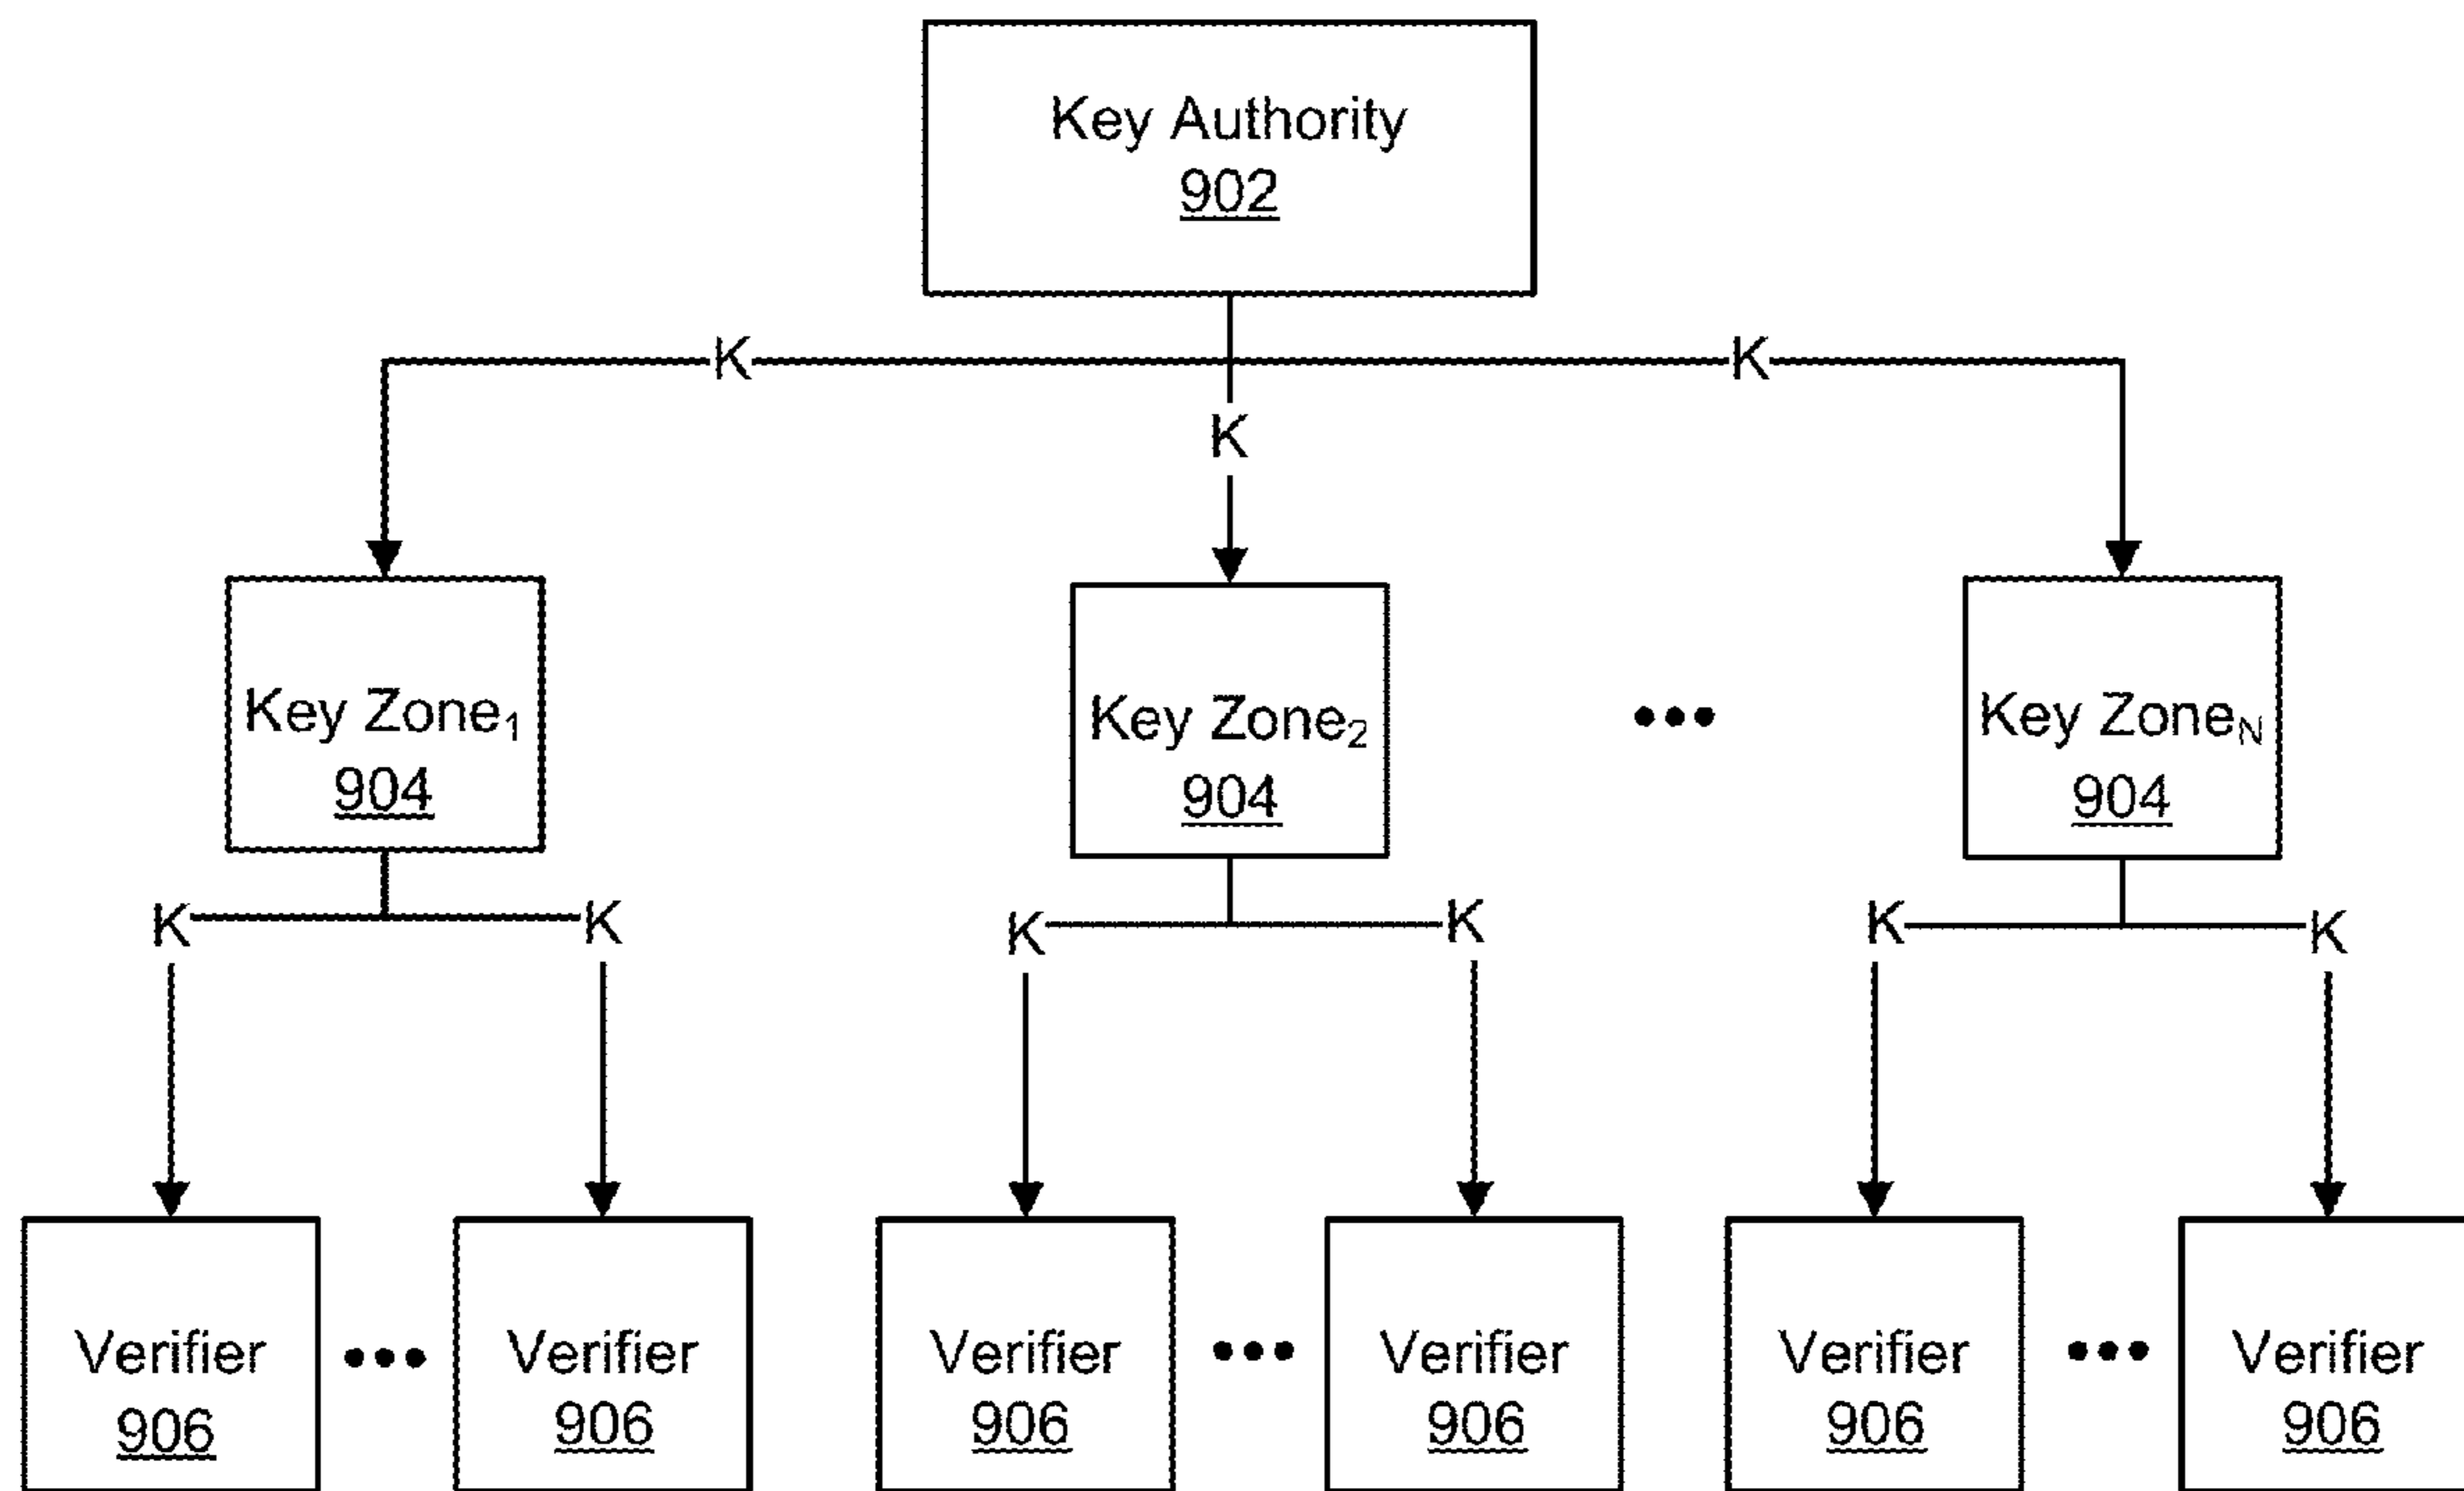 Key Authority
902
K
K
K
Key Zone₁
904
Key Zone₂
904
•••
Key Zone_N
904
K
K
K
K
K
K
Verifier
906
•••
Verifier
906
Verifier
906
•••
Verifier
906
Verifier
906
•••
Verifier
906